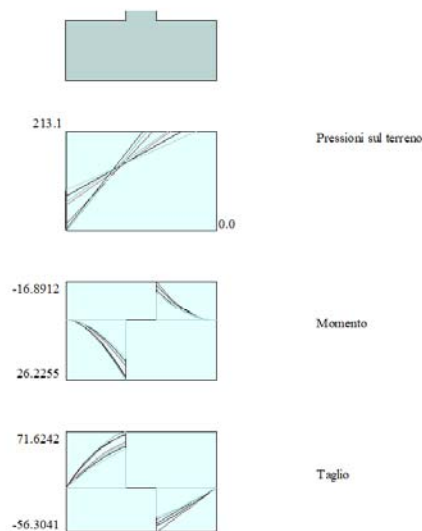 213.1
Pressioni sul terreno
0.0
-16.8912
Momento
26.2255
71.6242
Taglio
-56.3041